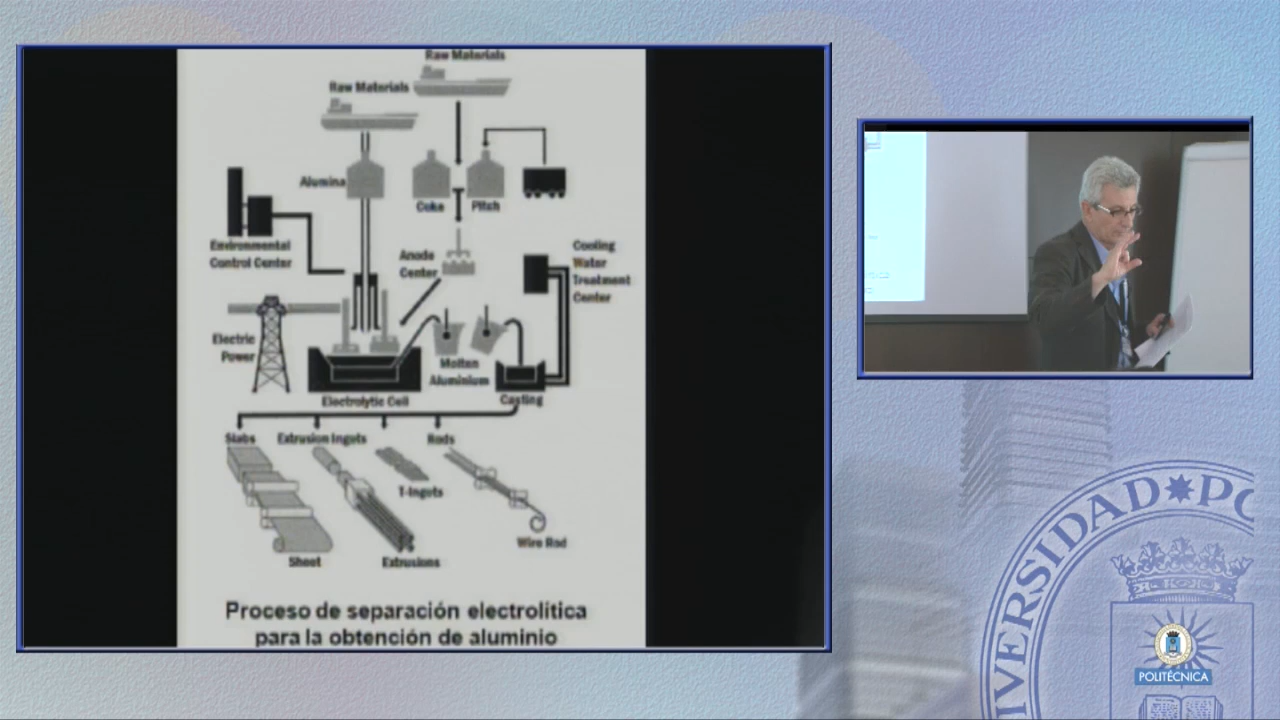 Raw Materials
Raw Materials
Alumina
Coke
Pitch
Environmental
Control Center
Anode
Center
Cooling
Water
Treatment
Center
Electric
Power
Molten
Aluminium
Electrolytic Cell
Casting
Slabs
Extrusion Ingots
Rods
T-Ingots
Wire Rod
Sheet
Extrusions
Proceso de separación electrolítica
para la obtención de aluminio
VERSIDAD PO
POLITÉCNICA